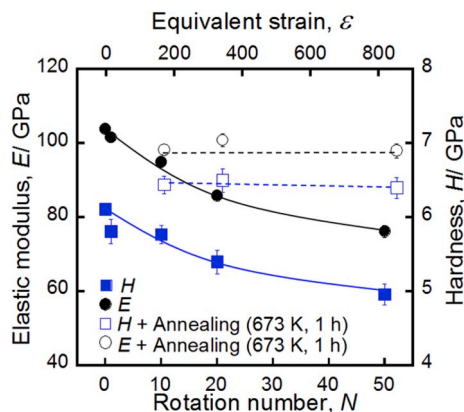 Equivalent strain, ε
0 200 400 600 800
Elastic modulus, E/ GPa
120
100
80
60
40
Hardness, H/ GPa
8
7
6
5
4
H
E
H + Annealing (673 K, 1 h)
E + Annealing (673 K, 1 h)
0 10 20 30 40 50
Rotation number, N